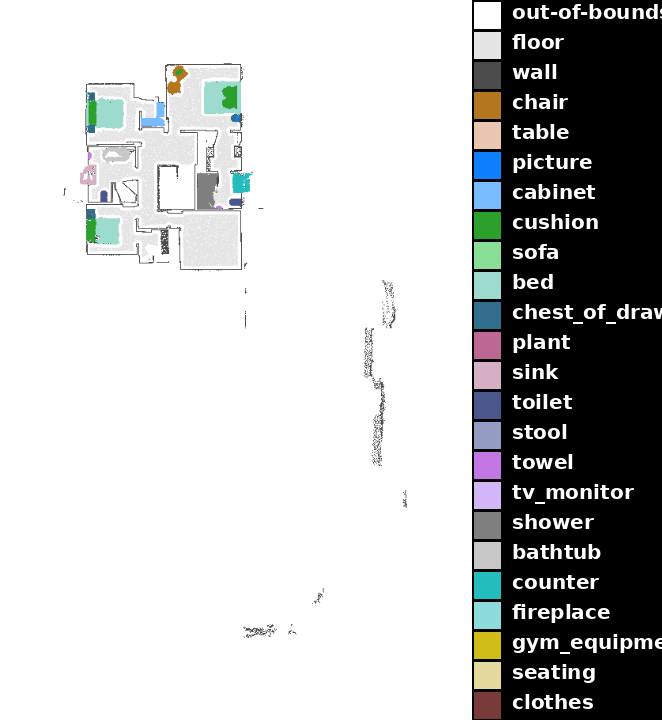 out-of-bounds
floor
wall
chair
table
picture
cabinet
cushion
sofa
bed
chest_of_draw
plant
sink
toilet
stool
towel
tv_monitor
shower
bathtub
counter
fireplace
gym_equipme
seating
clothes